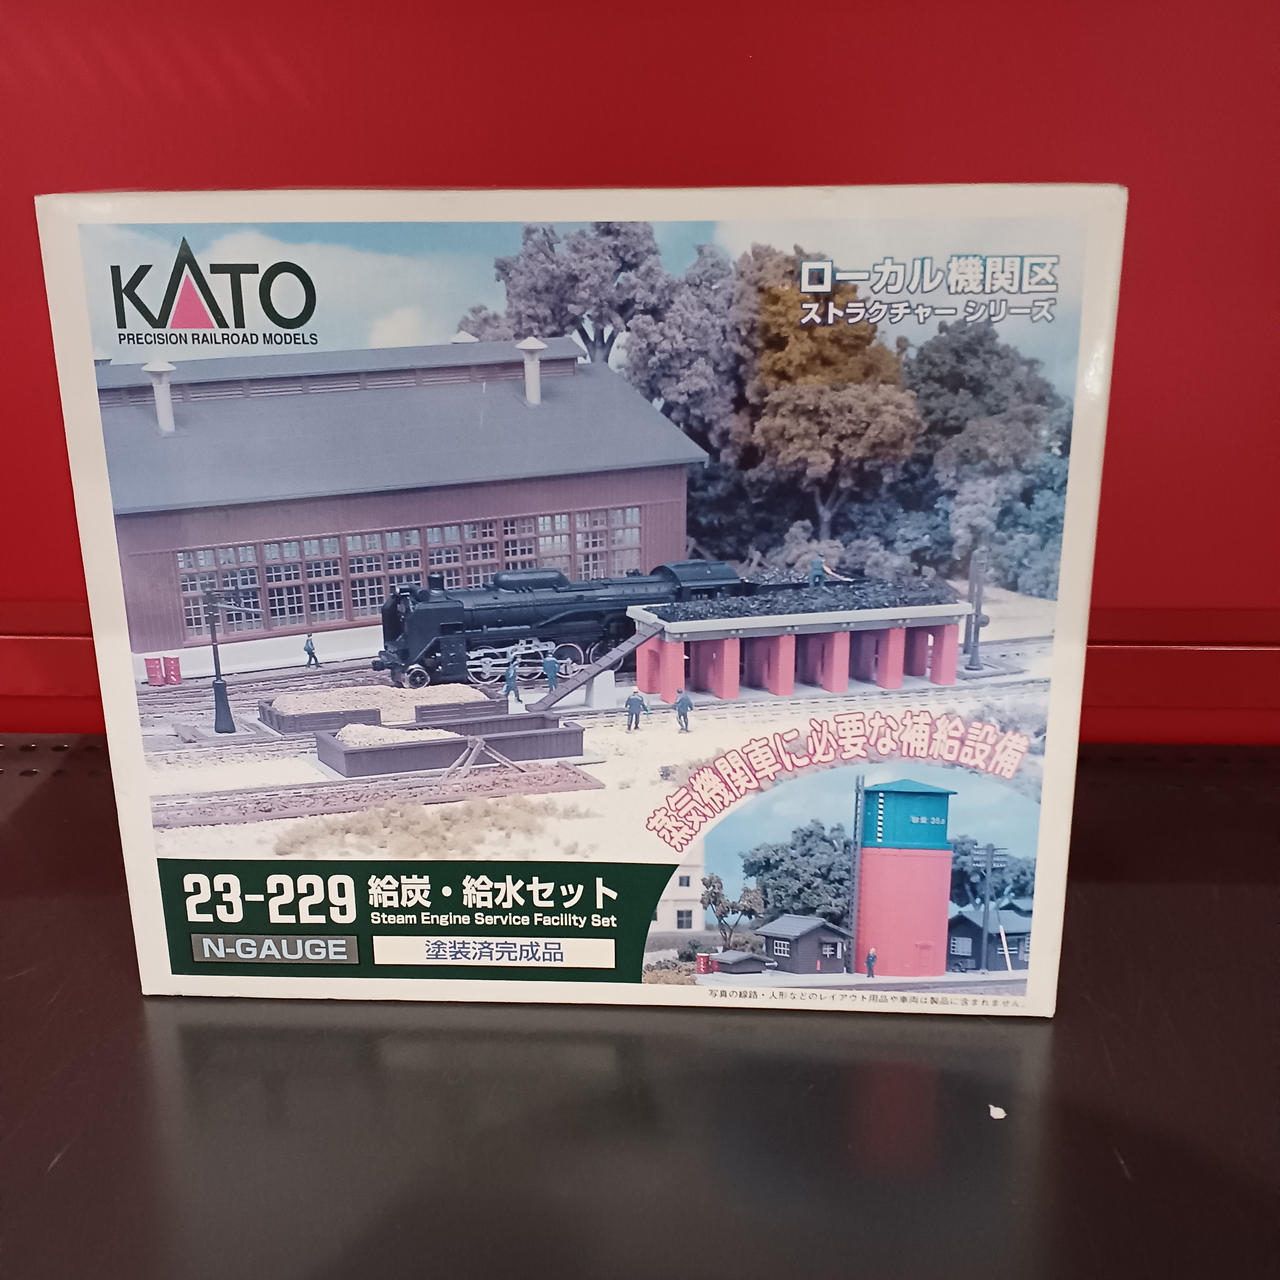 KATO
PRECISION RAILROAD MODELS
ローカル機関区
ストラクチャー シリーズ
蒸気機関車に必要な補給設備
容量 35t
23-229 給炭・給水セット
Steam Engine Service Facility Set
N-GAUGE
塗装済完成品
写真の線路・人形などのレイアウト用品や車両は製品に含まれません。